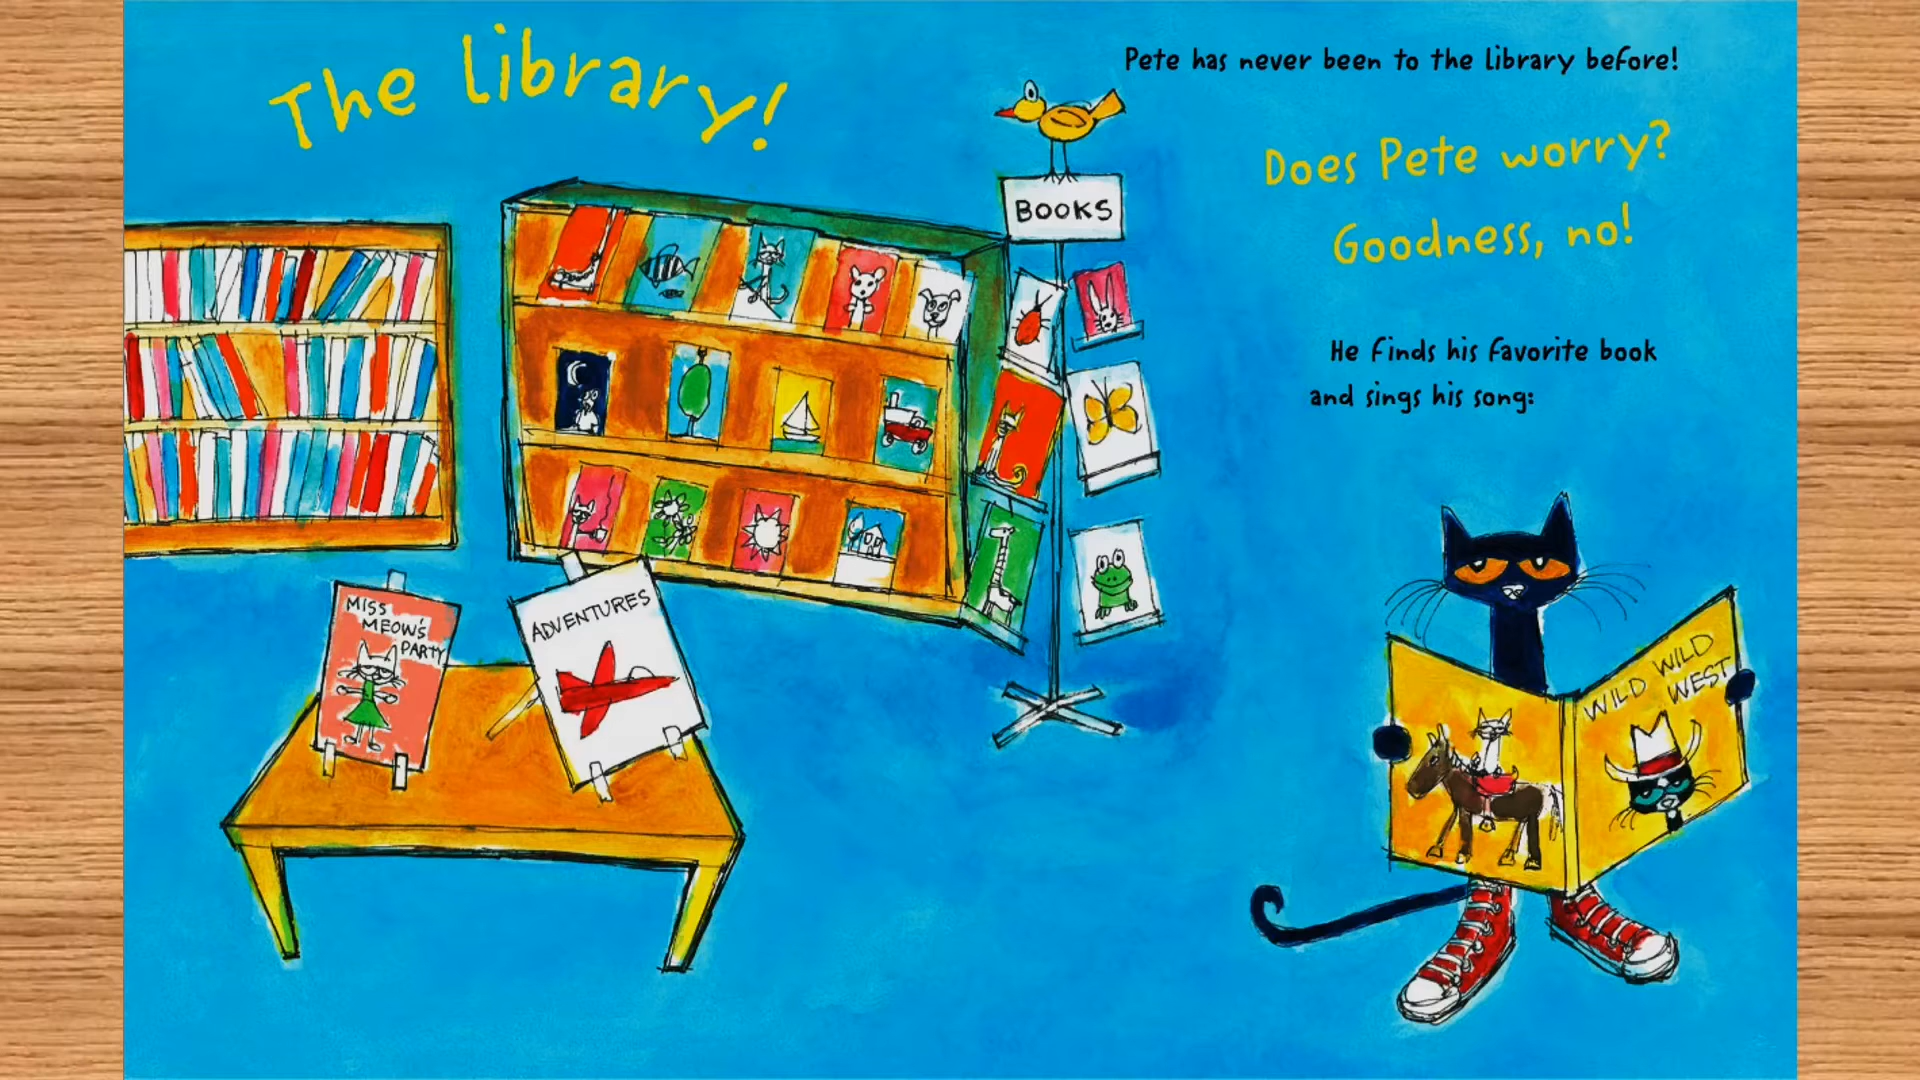 The library!
Pete has never been to the library before!
Does Pete worry?
Goodness, no!
He finds his favorite book
and sings his song:
BOOKS
MISS
MEOW'S
PARTY
ADVENTURES
WILD WILD
WEST